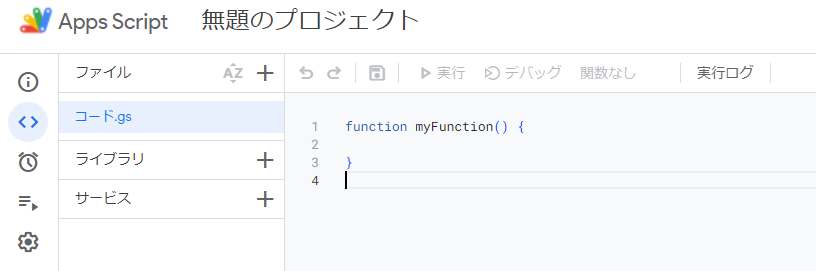 Apps Script 無題のプロジェクト
ファイル AZ
実行 デバッグ 関数なし 実行ログ
コード.gs
ライブラリ
サービス
1 function myFunction() {
2
3 }
4